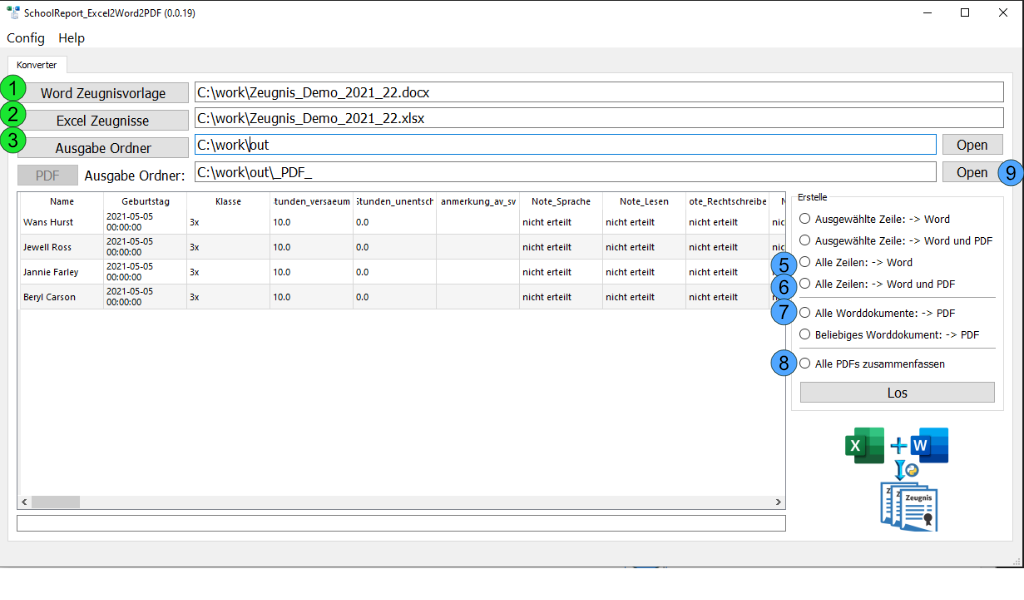 SchoolReport_Excel2Word2PDF (0.0.19)
Config Help
Konverter
1 Word Zeugnisvorlage C:\work\Zeugnis_Demo_2021_22.docx
2 Excel Zeugnisse C:\work\Zeugnis_Demo_2021_22.xlsx
3 Ausgabe Ordner C:\work\out Open
PDF Ausgabe Ordner: C:\work\out\_PDF_ Open 9
Name Geburtstag Klasse tunden_versaeum Stunden_unentsch anmerkung_av_sv Note_Sprache Note_Lesen ote_Rechtschreibe N
Wans Hurst 2021-05-05 00:00:00 3x 10.0 0.0 nicht erteilt nicht erteilt nicht erteilt nic
Jewell Ross 2021-05-05 00:00:00 3x 10.0 0.0 nicht erteilt nicht erteilt nicht erteilt nic
Jannie Farley 2021-05-05 00:00:00 3x 10.0 0.0 nicht erteilt nicht erteilt nicht erteilt nic
Beryl Carson 2021-05-05 00:00:00 3x 10.0 0.0 nicht erteilt nicht erteilt nicht erteilt nic
Erstelle
Ausgewählte Zeile: -> Word
Ausgewählte Zeile: -> Word und PDF
5 Alle Zeilen: -> Word
6 Alle Zeilen: -> Word und PDF
7 Alle Worddokumente: -> PDF
Beliebiges Worddokument: -> PDF
8 Alle PDFs zusammenfassen
Los
X + W
Z Z Zeugnis